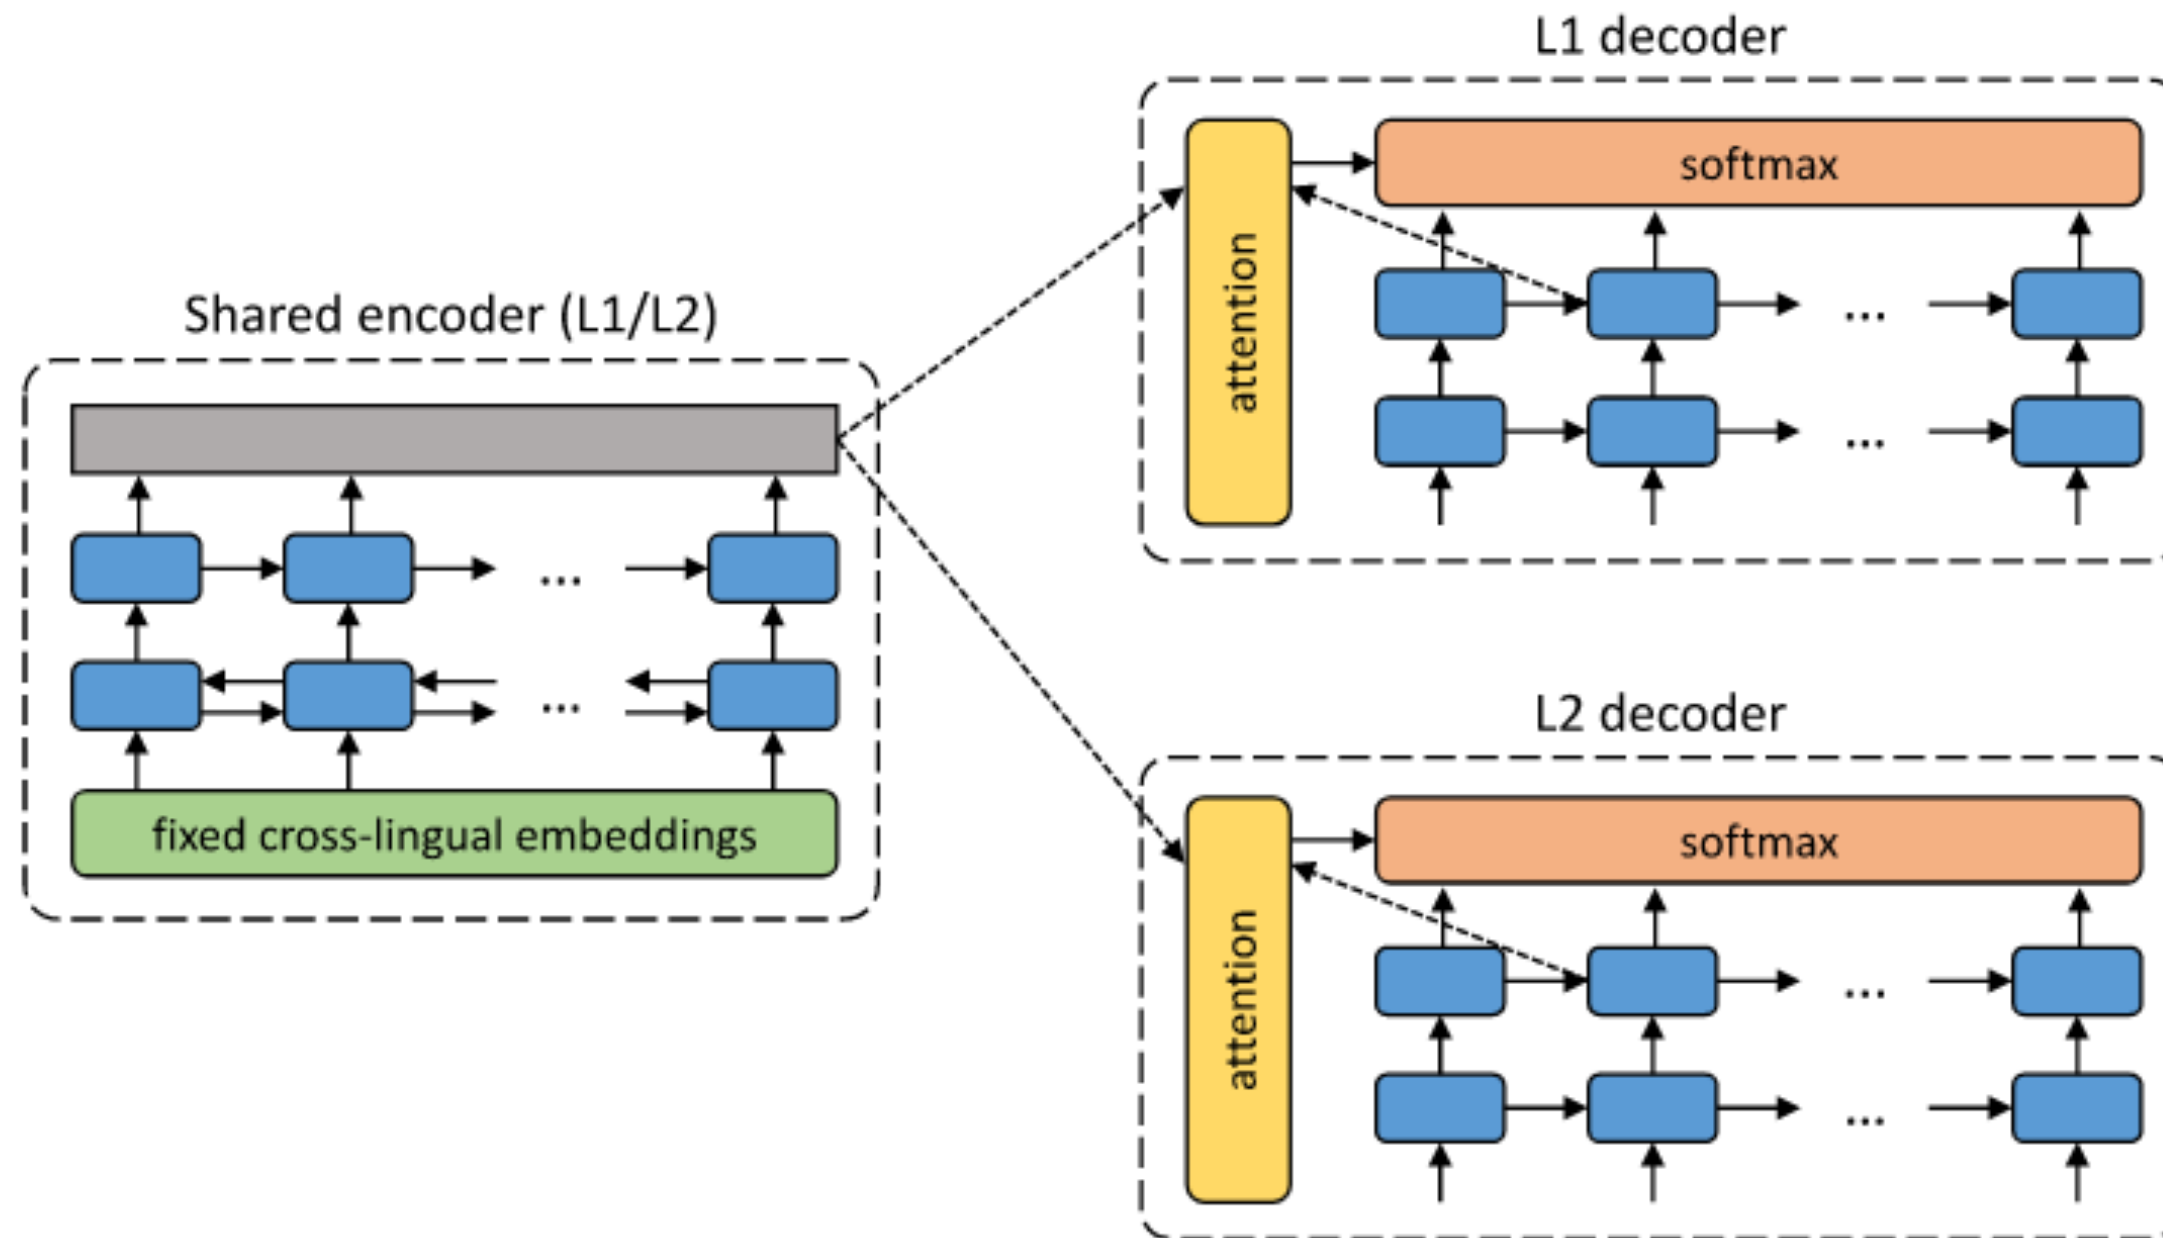 Shared encoder (L1/L2)
...
...
fixed cross-lingual embeddings
L1 decoder
attention
softmax
...
...
L2 decoder
attention
softmax
...
...